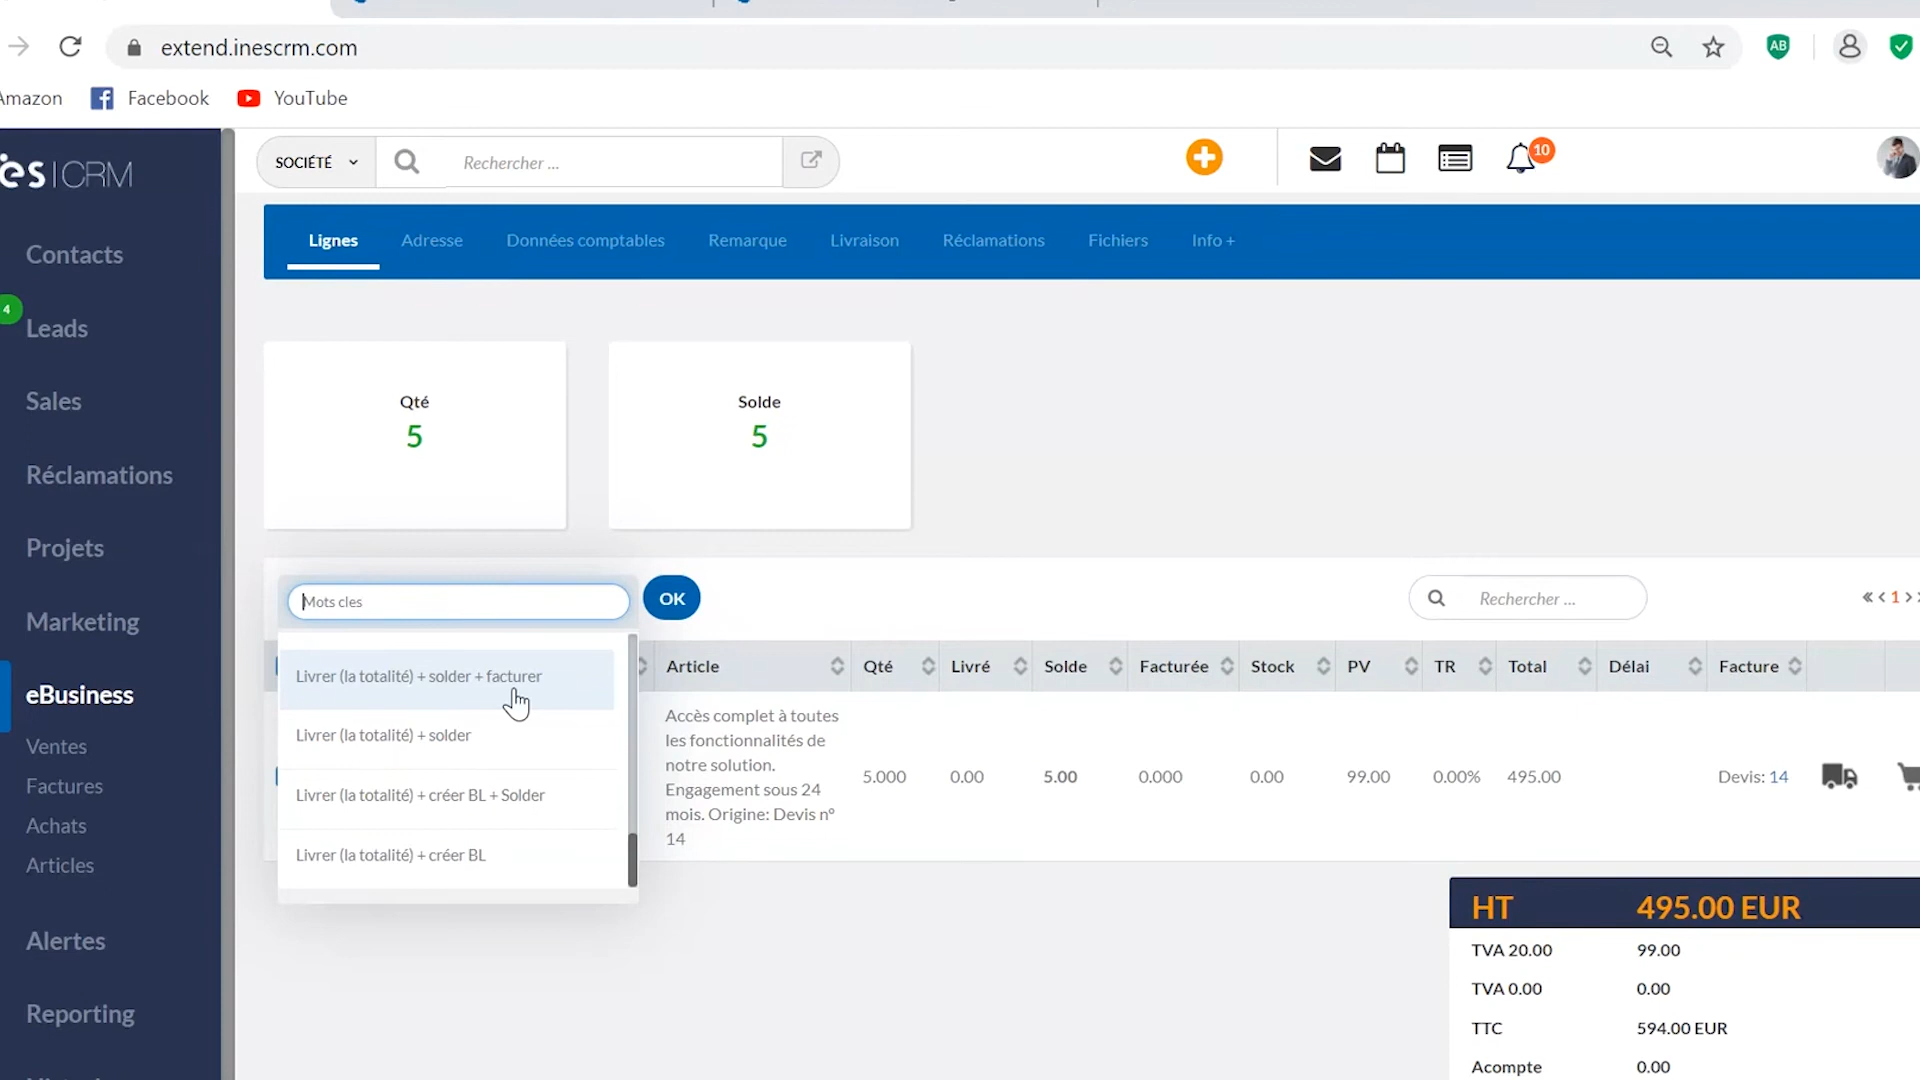 extend.inescrm.com
AB
Amazon
Facebook
YouTube
ès|CRM
SOCIÉTÉ
Rechercher ...
10
Contacts
4
Leads
Sales
Réclamations
Projets
Marketing
eBusiness
Ventes
Factures
Achats
Articles
Alertes
Reporting
Lignes
Adresse
Données comptables
Remarque
Livraison
Réclamations
Fichiers
Info +
Qté
5
Solde
5
Mots cles
OK
Rechercher ...
1
Livrer (la totalité) + solder + facturer
Livrer (la totalité) + solder
Livrer (la totalité) + créer BL + Solder
Livrer (la totalité) + créer BL
Article
Qté
Livré
Solde
Facturée
Stock
PV
TR
Total
Délai
Facture
Accès complet à toutes
les fonctionnalités de
notre solution.
Engagement sous 24
mois. Origine: Devis n°
14
5.000
0.00
5.00
0.000
0.00
99.00
0.00%
495.00
Devis: 14
HT 495.00 EUR
TVA 20.00 99.00
TVA 0.00 0.00
TTC 594.00 EUR
Acompte 0.00